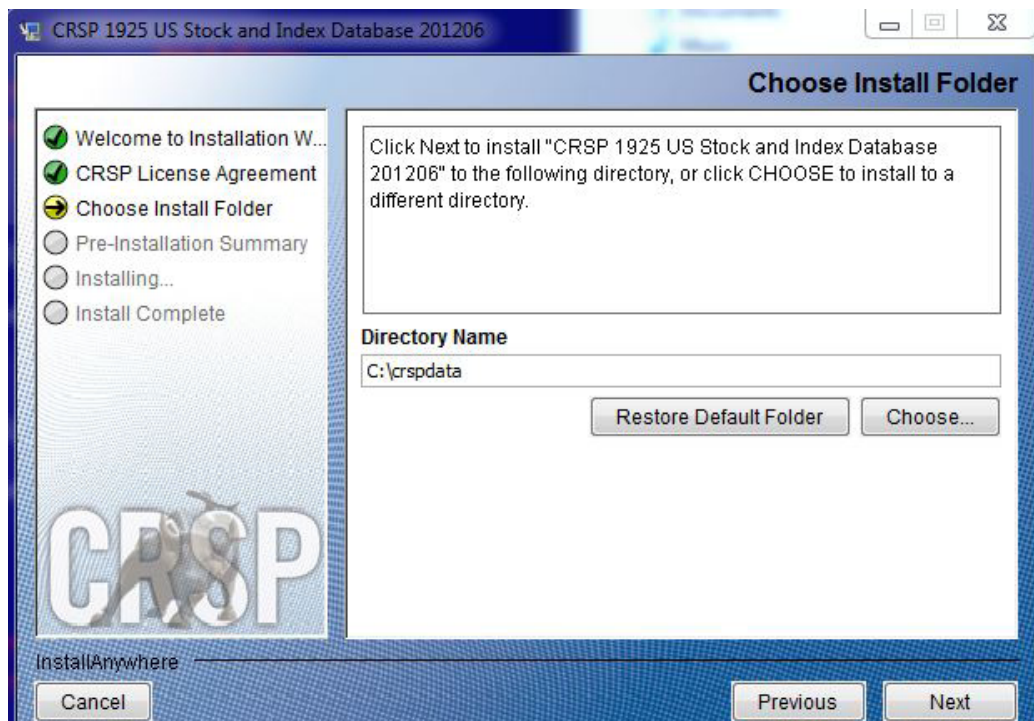 CRSP 1925 US Stock and Index Database 201206
Choose Install Folder
Welcome to Installation W...
CRSP License Agreement
Choose Install Folder
Pre-Installation Summary
Installing...
Install Complete
CRSP
Click Next to install "CRSP 1925 US Stock and Index Database
201206" to the following directory, or click CHOOSE to install to a
different directory.
Directory Name
C:\crspdata
Restore Default Folder
Choose...
InstallAnywhere
Cancel
Previous
Next